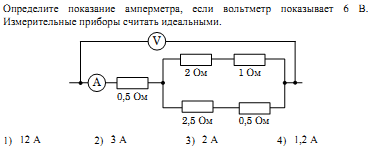 Определите показание амперметра, если вольтметр показывает 6 В.
Измерительные приборы считать идеальными.
V
2 Ом 1 Ом
A
0,5 Ом
2,5 Ом 0,5 Ом
1) 12 А 2) 3 А 3) 2 А 4) 1,2 А